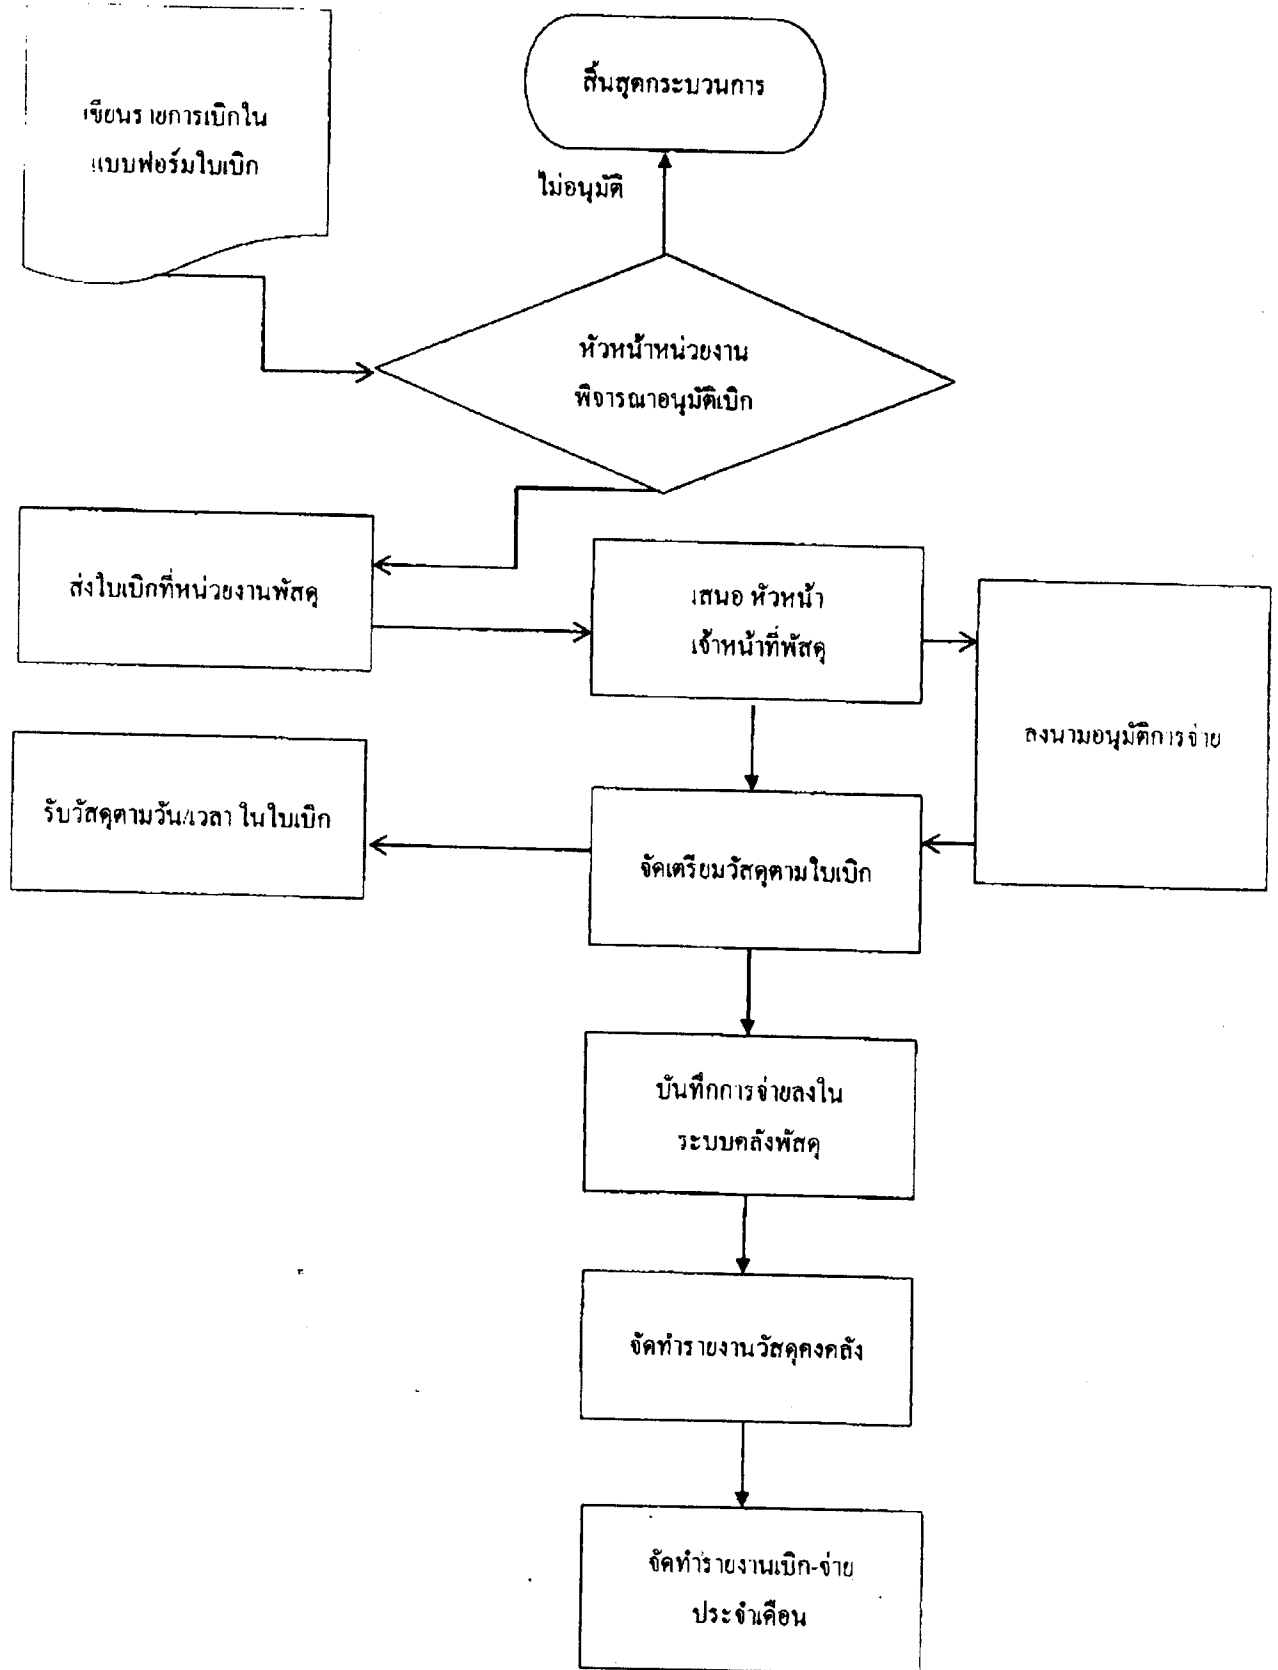 เขียนรายการเบิกใน
แบบฟอร์มใบเบิก
สิ้นสุดกระบวนการ
ไม่อนุมัติ
หัวหน้าหน่วยงาน
พิจารณาอนุมัติเบิก
ส่งใบเบิกที่หน่วยงานพัสดุ
เสนอ หัวหน้า
เจ้าหน้าที่พัสดุ
ลงนามอนุมัติการจ่าย
รับวัสดุตามวัน/เวลา ในใบเบิก
จัดเตรียมวัสดุตามใบเบิก
บันทึกการจ่ายลงใน
ระบบคลังพัสดุ
จัดทำรายงานวัสดุคงคลัง
จัดทำรายงานเบิก-จ่าย
ประจำเดือน